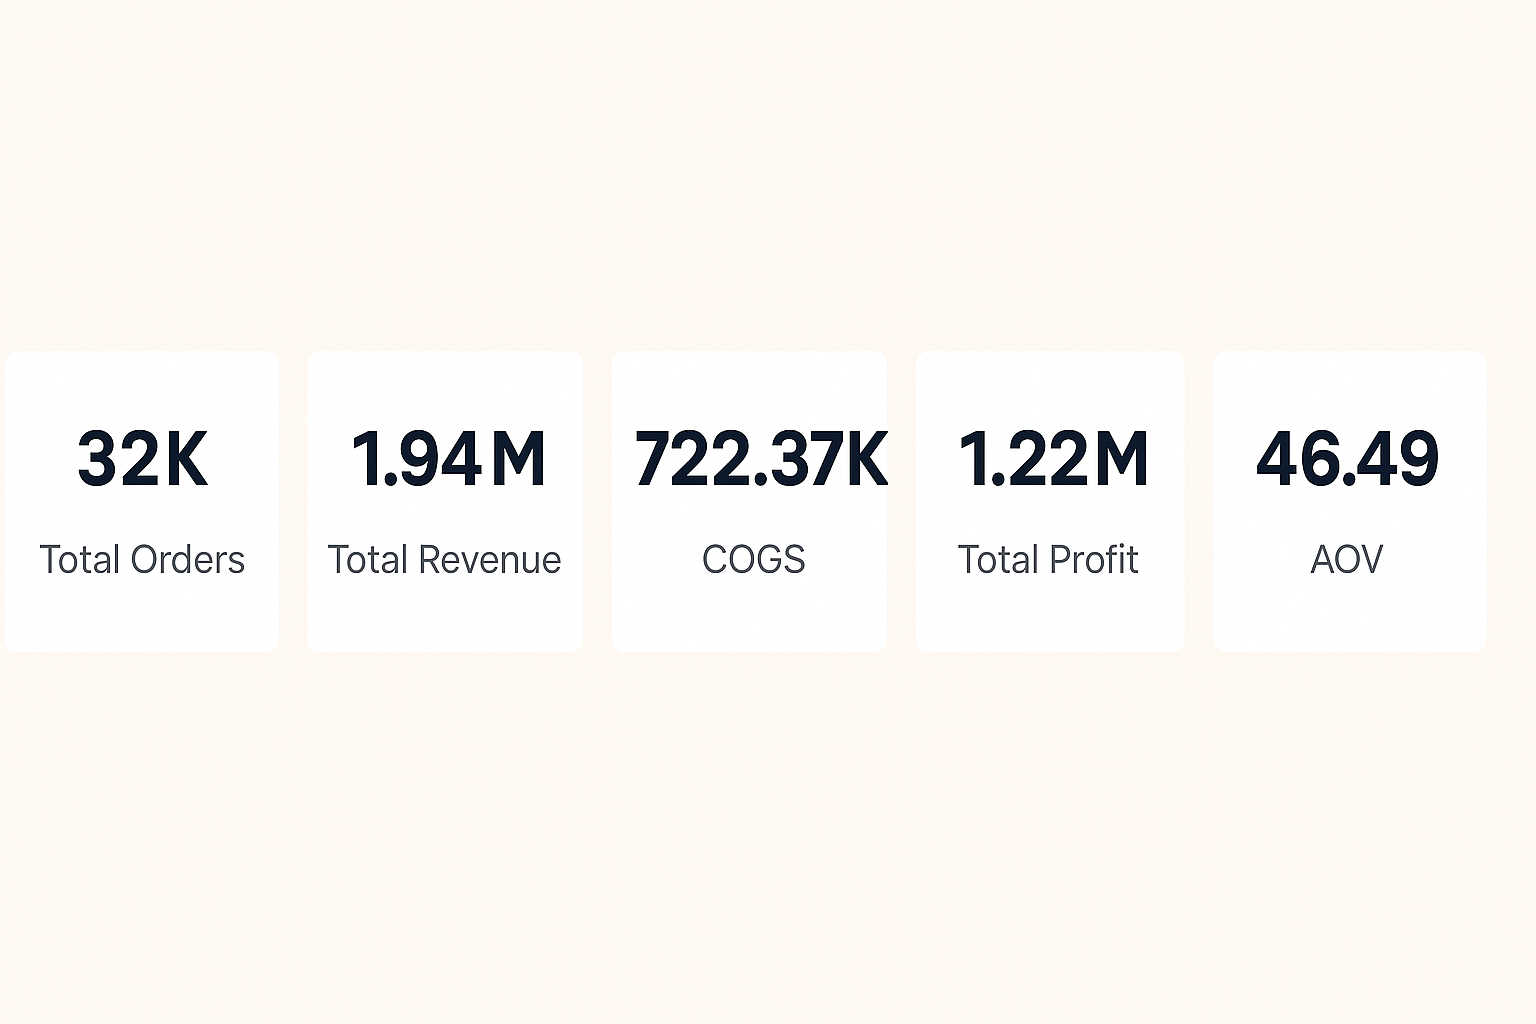 32K
Total Orders
1.94M
Total Revenue
722.37K
COGS
1.22M
Total Profit
46.49
AOV